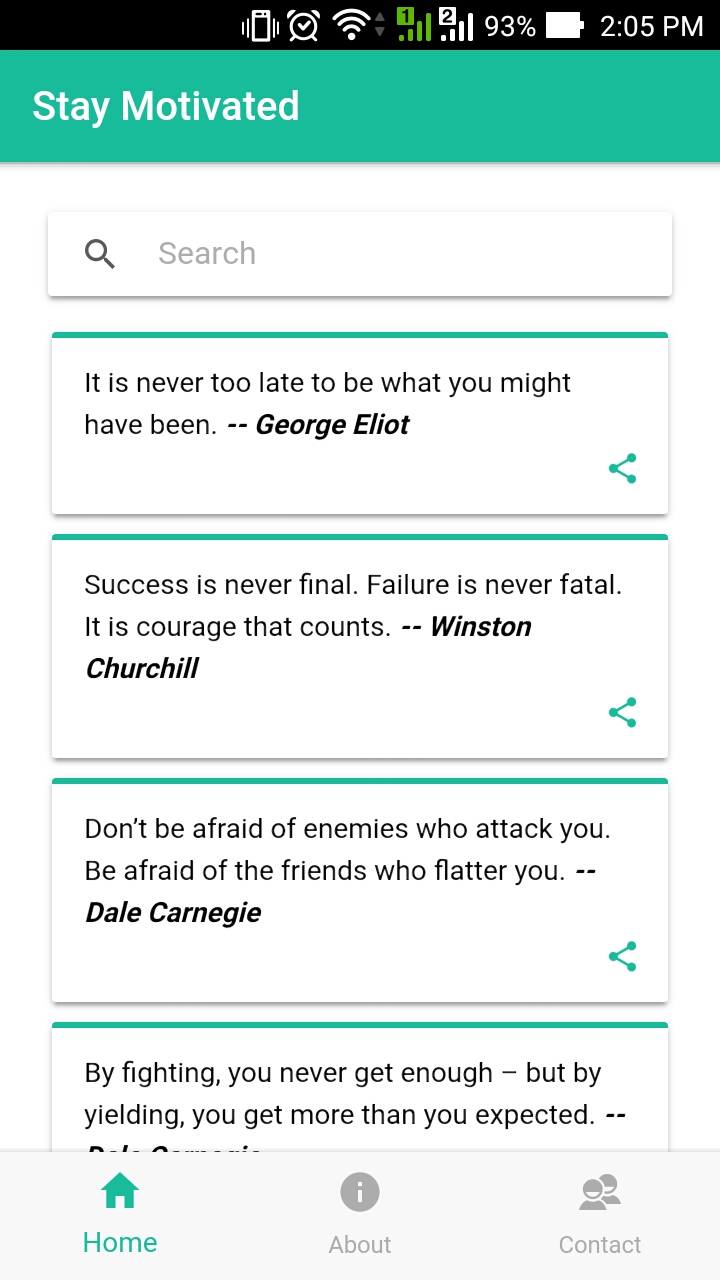 1 2 93% 2:05 PM
Stay Motivated
Search
It is never too late to be what you might
have been. -- George Eliot
Success is never final. Failure is never fatal.
It is courage that counts. -- Winston
Churchill
Don’t be afraid of enemies who attack you.
Be afraid of the friends who flatter you. --
Dale Carnegie
By fighting, you never get enough – but by
yielding, you get more than you expected. --
Dale Carnegie
Home
About
Contact